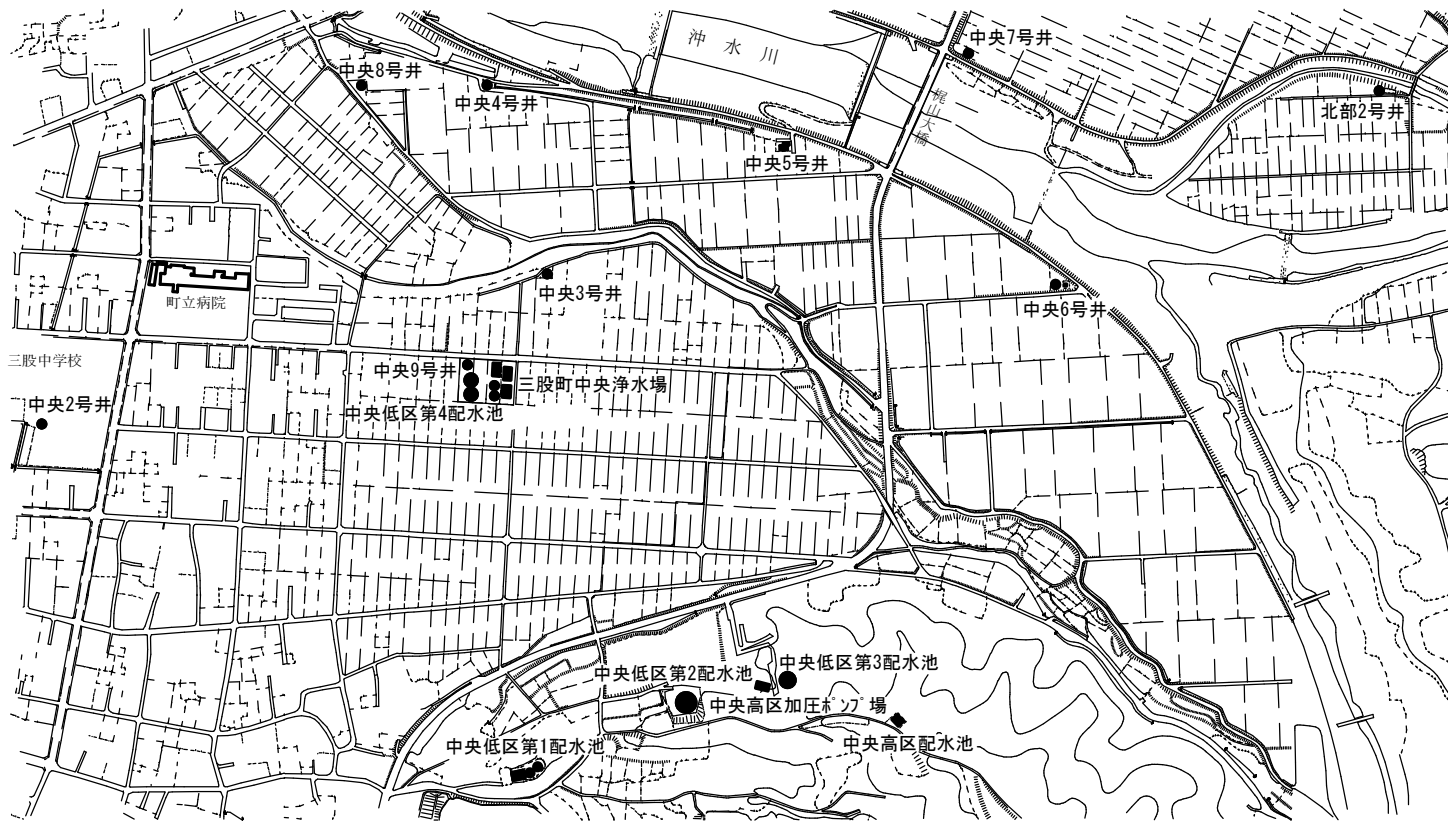 沖水川
中央7号井
中央8号井
中央4号井
北部2号井
梶山大橋
中央5号井
中央3号井
町立病院
中央6号井
三股中学校
中央9号井
三股町中央浄水場
中央2号井
中央低区第4配水池
中央低区第3配水池
中央低区第2配水池
中央高区加圧ポンプ場
中央低区第1配水池
中央高区配水池